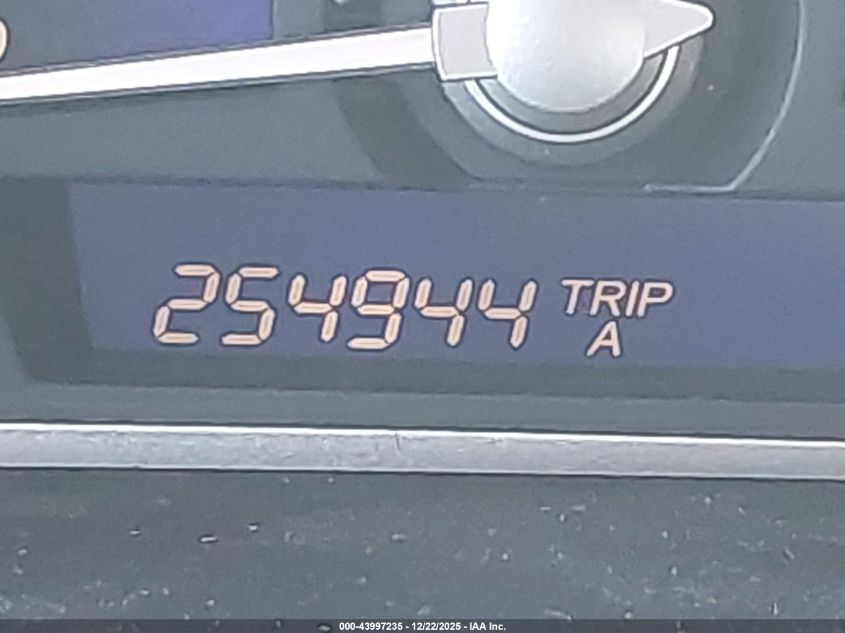 254944 TRIP
A
000-43997235 - 12/22/2025 - IAA Inc.